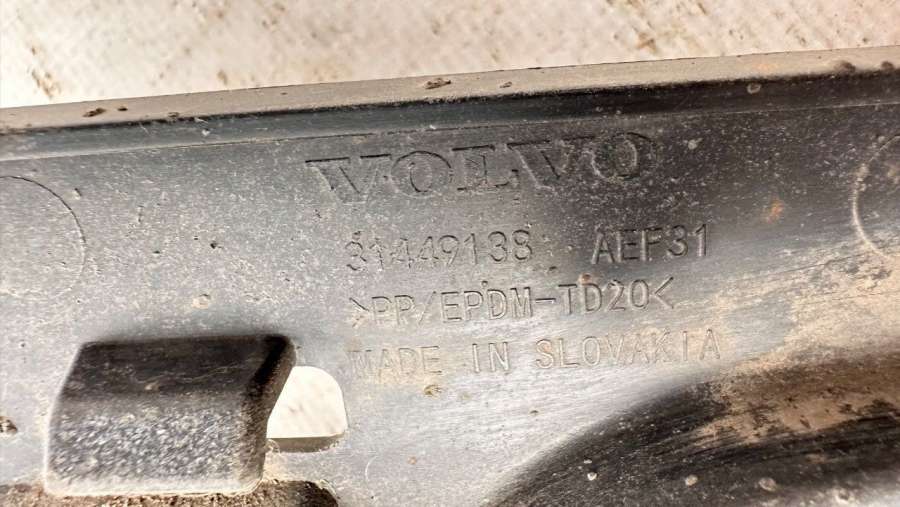 VOLVO
31449138 AEF31
>PP/EPDM-TD20<
MADE IN SLOVAKIA